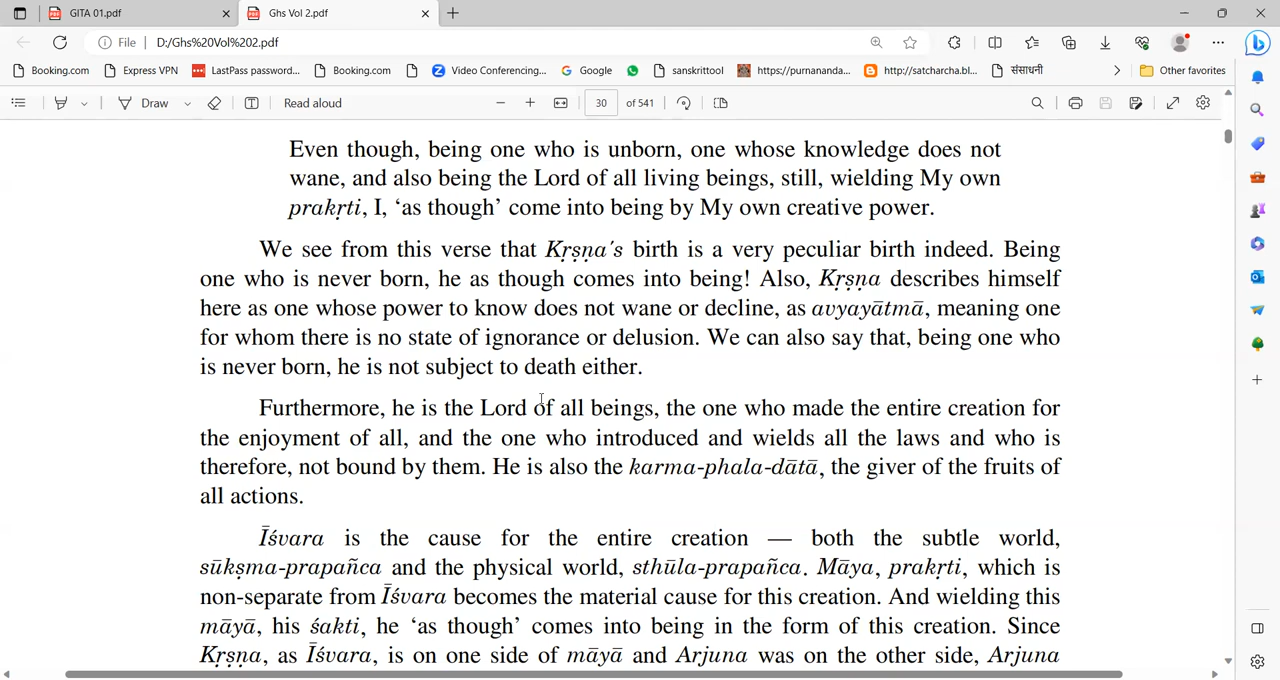 GITA 01.pdf
Ghs Vol 2.pdf
File
D:/Ghs%20Vol%202.pdf
Booking.com
Express VPN
LastPass password...
Booking.com
Video Conferencing...
Google
sanskrittool
https://purnananda...
http://satcharcha.bl...
संसाधनी
Other favorites
Draw
Read aloud
30
of 541
Even though, being one who is unborn, one whose knowledge does not
wane, and also being the Lord of all living beings, still, wielding My own
prakṛti, I, ‘as though’ come into being by My own creative power.
We see from this verse that Kṛṣṇa's birth is a very peculiar birth indeed. Being
one who is never born, he as though comes into being! Also, Kṛṣṇa describes himself
here as one whose power to know does not wane or decline, as avyayātmā, meaning one
for whom there is no state of ignorance or delusion. We can also say that, being one who
is never born, he is not subject to death either.
Furthermore, he is the Lord of all beings, the one who made the entire creation for
the enjoyment of all, and the one who introduced and wields all the laws and who is
therefore, not bound by them. He is also the karma-phala-dātā, the giver of the fruits of
all actions.
Īśvara is the cause for the entire creation — both the subtle world,
sūkṣma-prapañca and the physical world, sthūla-prapañca. Māya, prakṛti, which is
non-separate from Īśvara becomes the material cause for this creation. And wielding this
māyā, his śakti, he ‘as though’ comes into being in the form of this creation. Since
Kṛṣṇa, as Īśvara, is on one side of māyā and Arjuna was on the other side, Arjuna